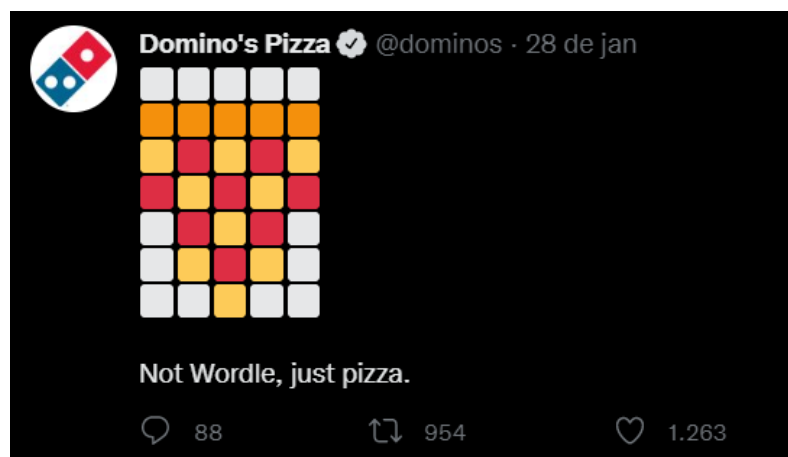 Domino's Pizza @dominos · 28 de jan
Not Wordle, just pizza.
88 954 1.263